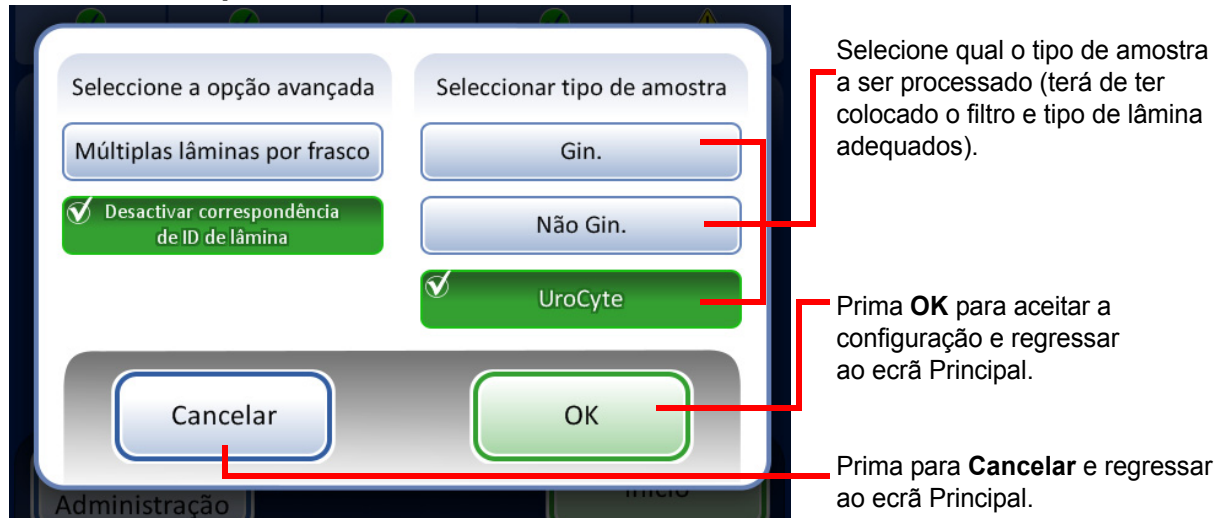 Seleccione a opção avançada
Múltiplas lâminas por frasco
Desactivar correspondência
de ID de lâmina
Seleccionar tipo de amostra
Gin.
Não Gin.
UroCyte
Cancelar
OK
Administração
Início
Selecione qual o tipo de amostra
a ser processado (terá de ter
colocado o filtro e tipo de lâmina
adequados).
Prima OK para aceitar a
configuração e regressar
ao ecrã Principal.
Prima para Cancelar e regressar
ao ecrã Principal.